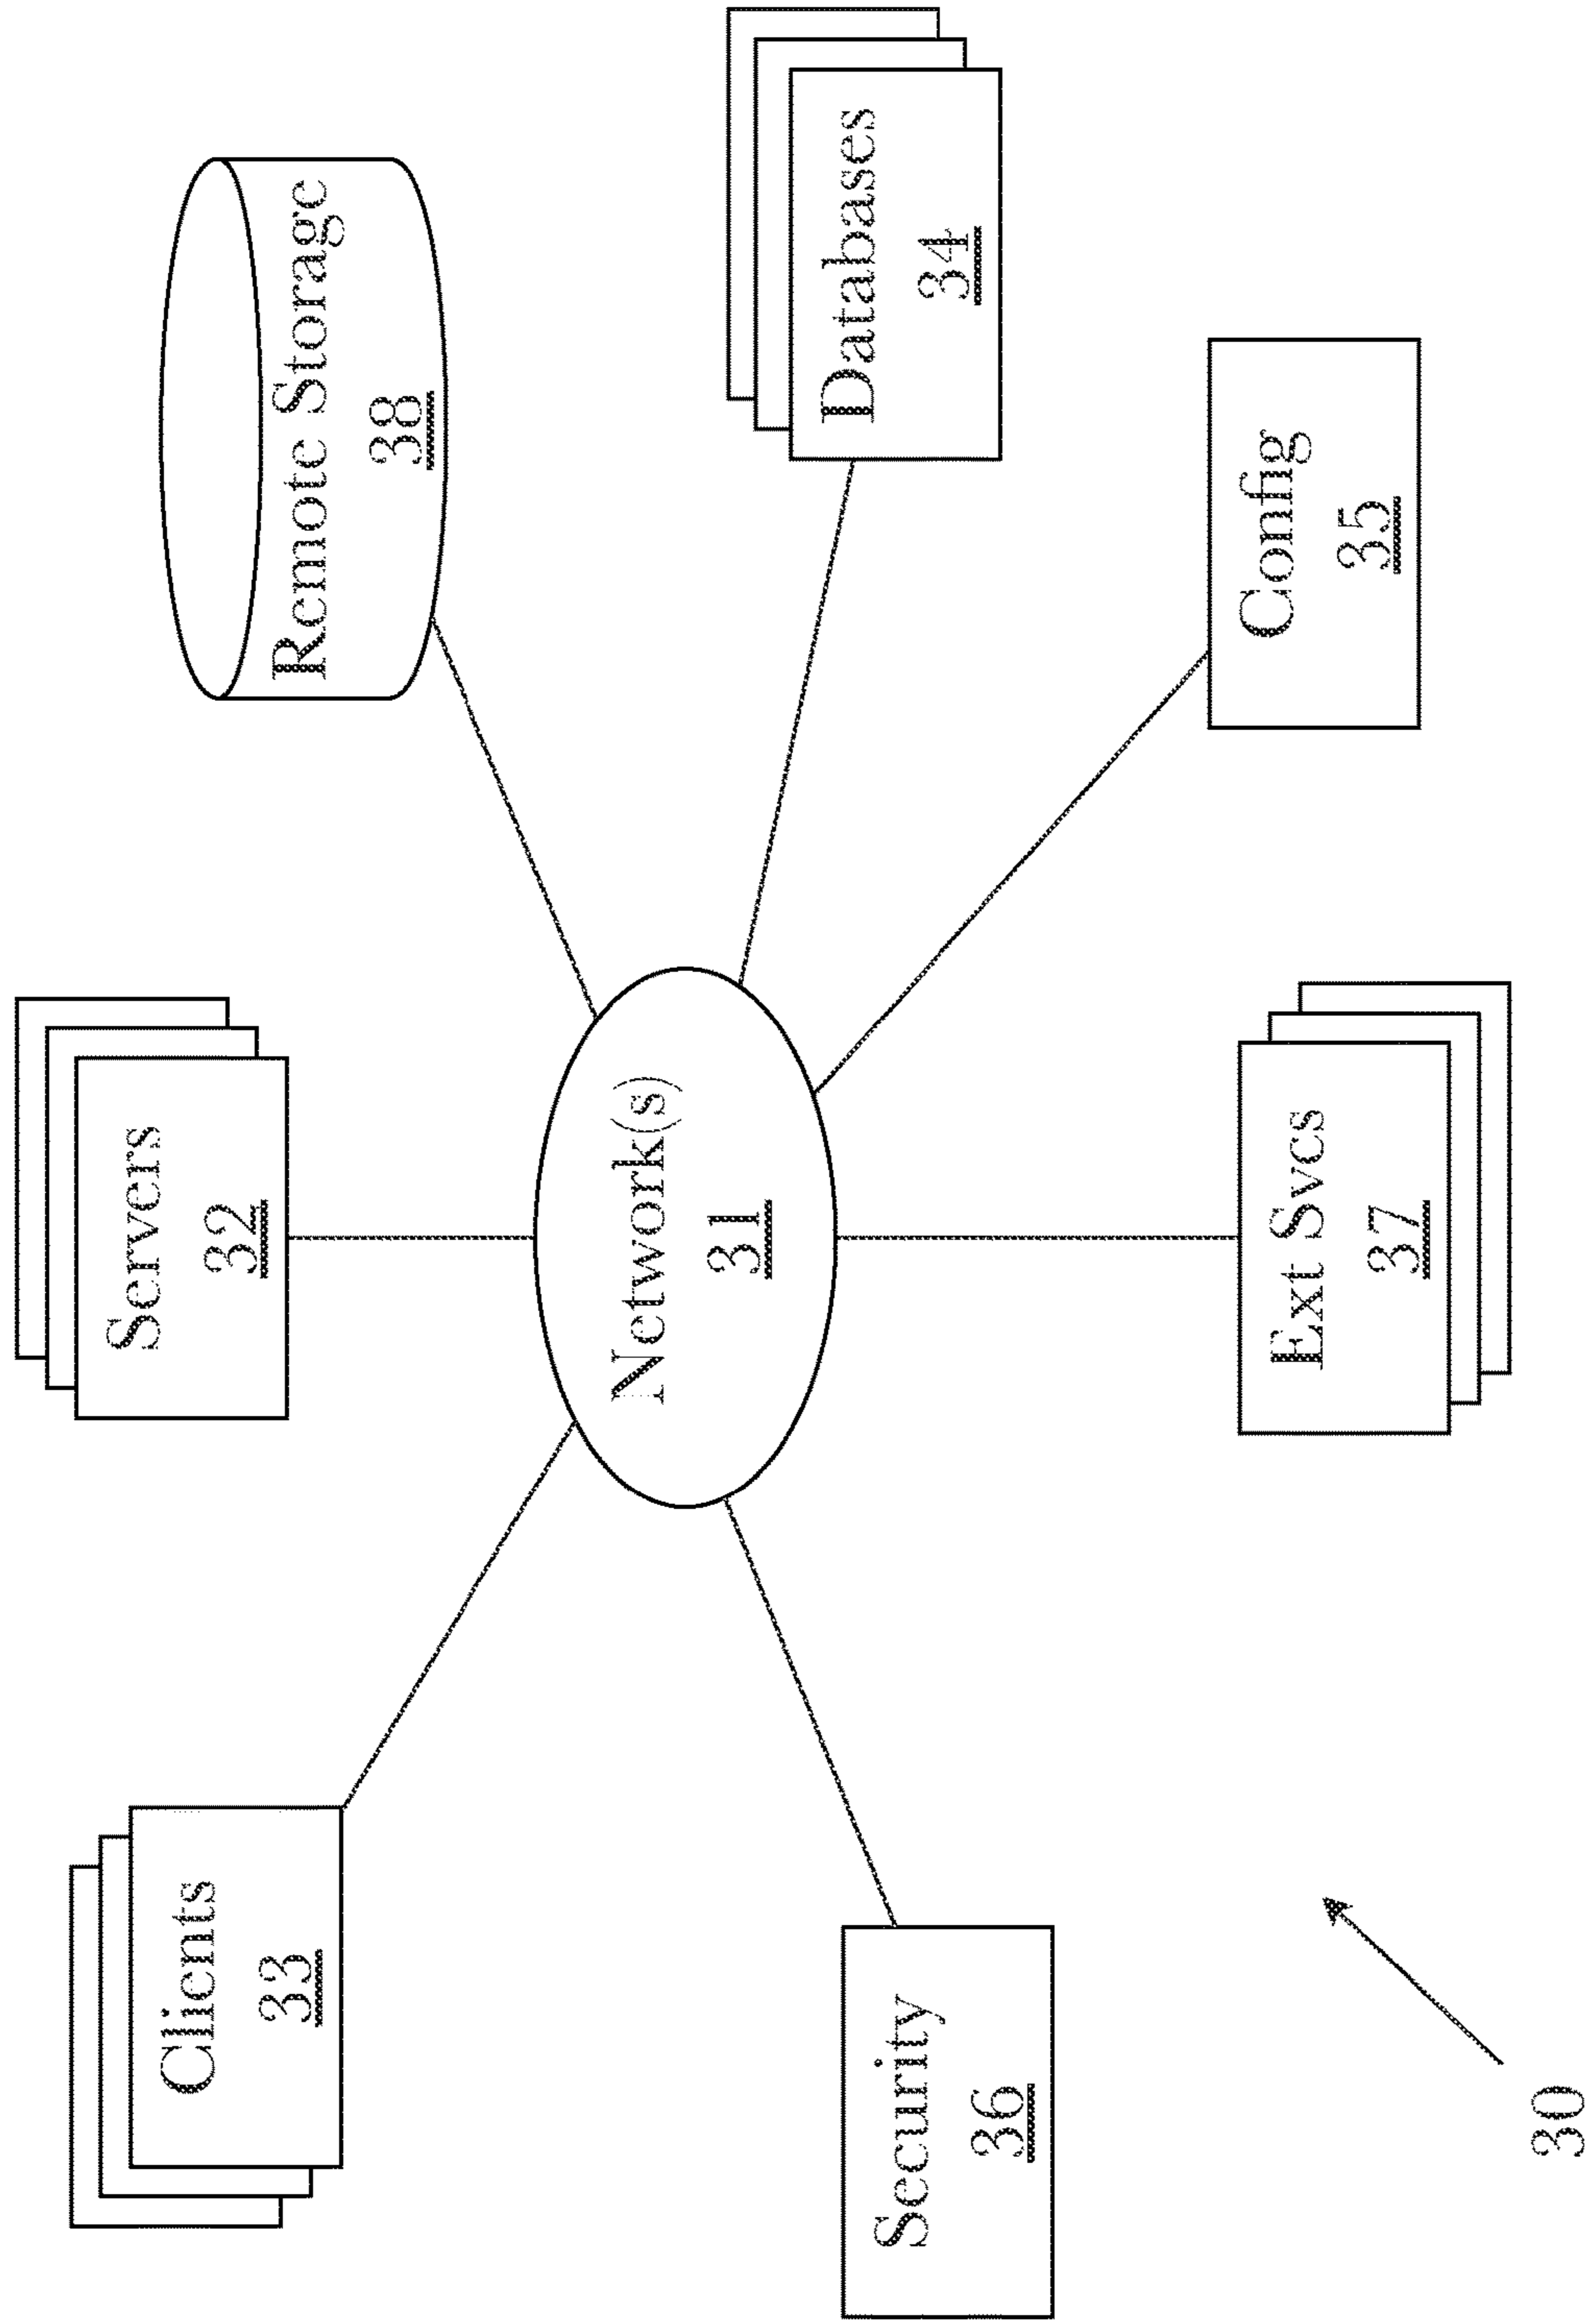 Servers
32
Remote Storage
38
Clients
33
Network(s)
31
Databases
34
Security
36
Config
35
Ext Svcs
37
30